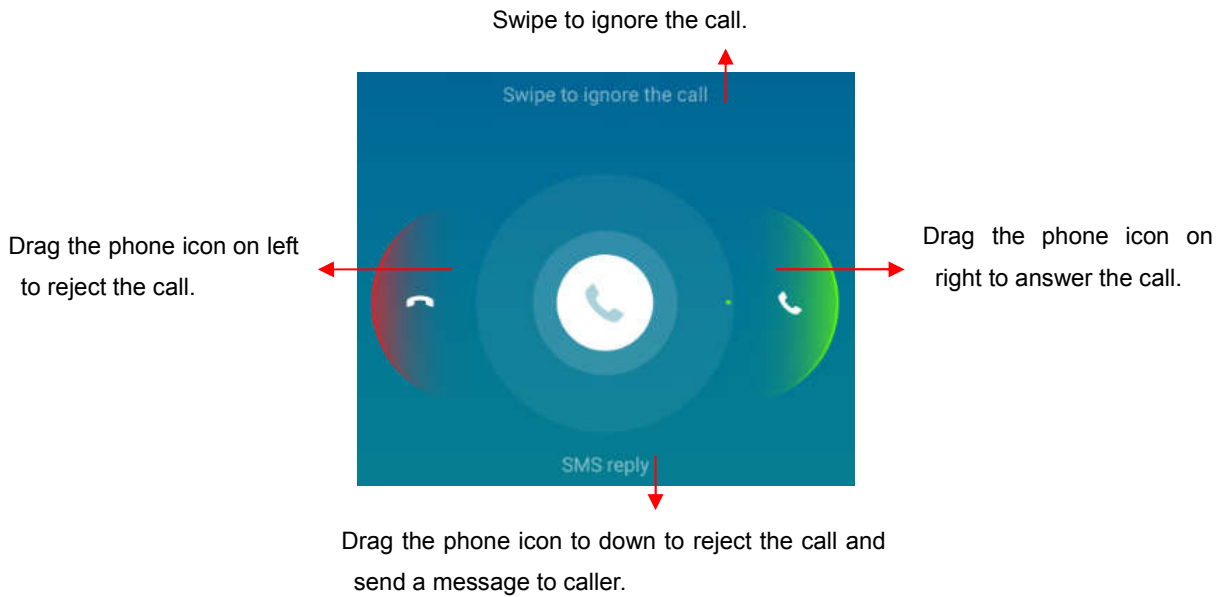 Swipe to ignore the call.
Swipe to ignore the call
Drag the phone icon on left
to reject the call.
Drag the phone icon on
right to answer the call.
SMS reply
Drag the phone icon to down to reject the call and
send a message to caller.